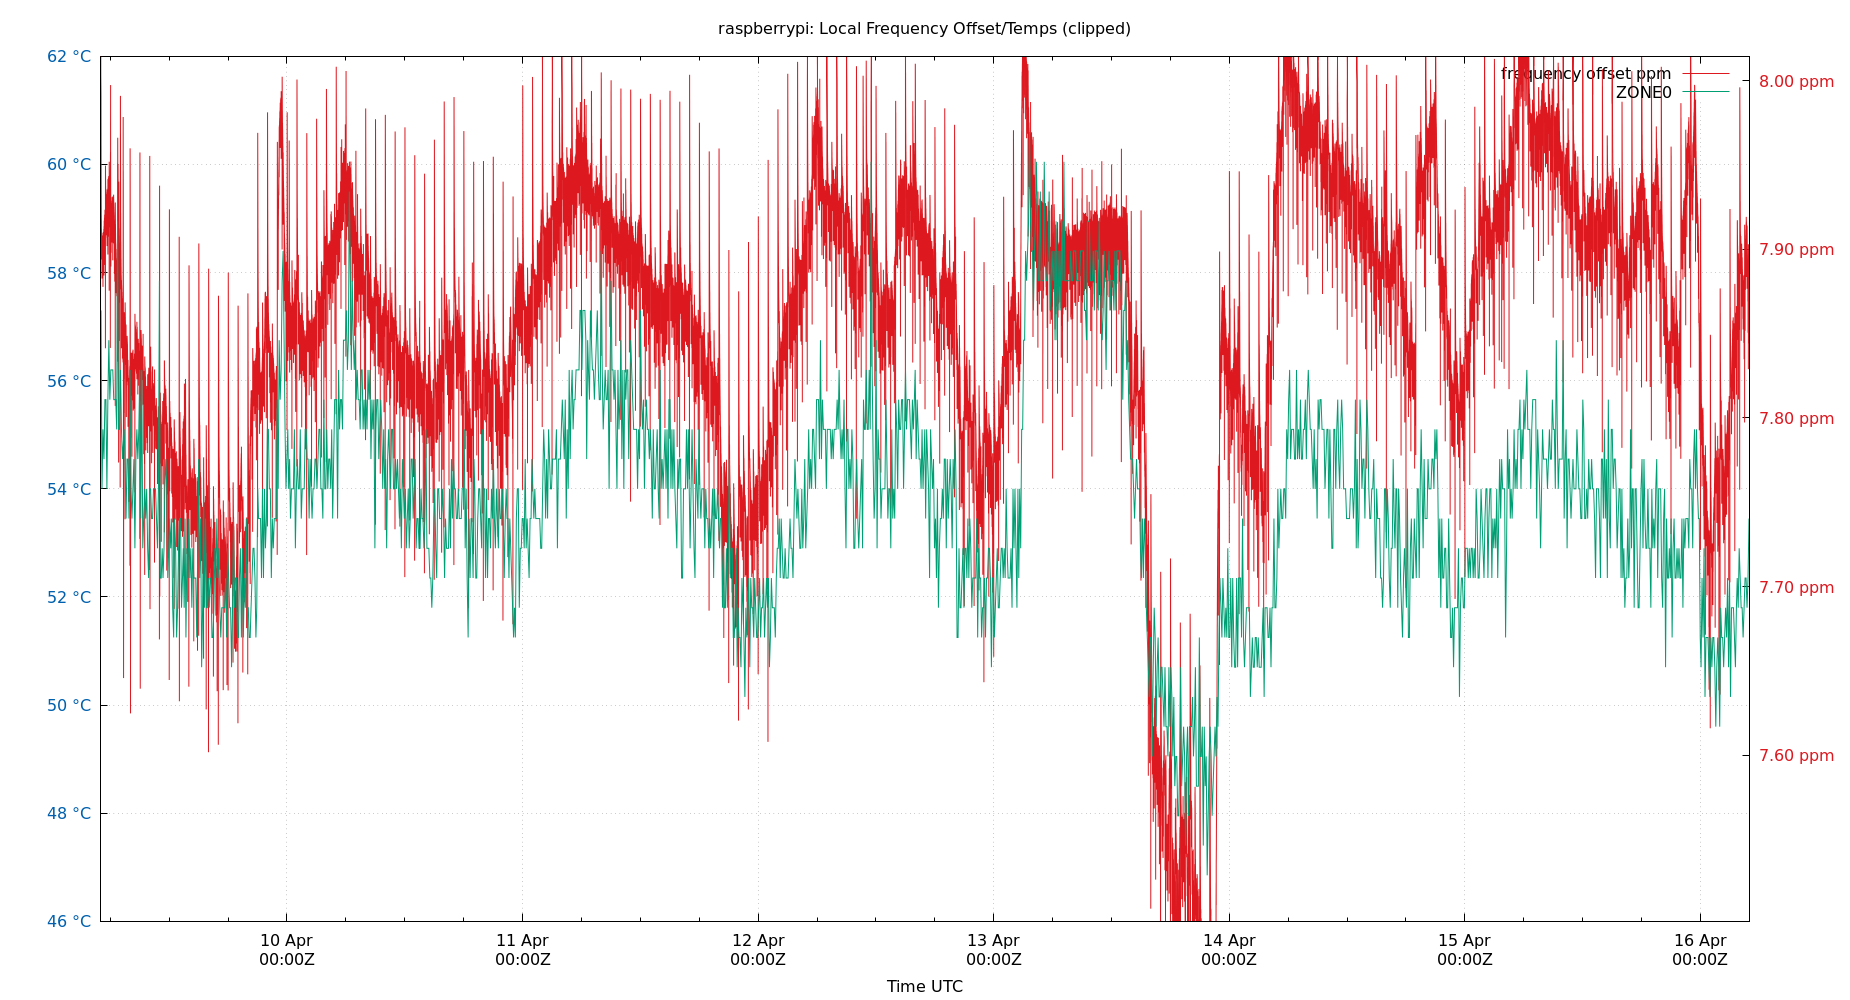 raspberrypi: Local Frequency Offset/Temps (clipped)
62 °C
60 °C
58 °C
56 °C
54 °C
52 °C
50 °C
48 °C
46 °C
frequency offset ppm
ZONE0
8.00 ppm
7.90 ppm
7.80 ppm
7.70 ppm
7.60 ppm
10 Apr
00:00Z
11 Apr
00:00Z
12 Apr
00:00Z
13 Apr
00:00Z
14 Apr
00:00Z
15 Apr
00:00Z
16 Apr
00:00Z
Time UTC